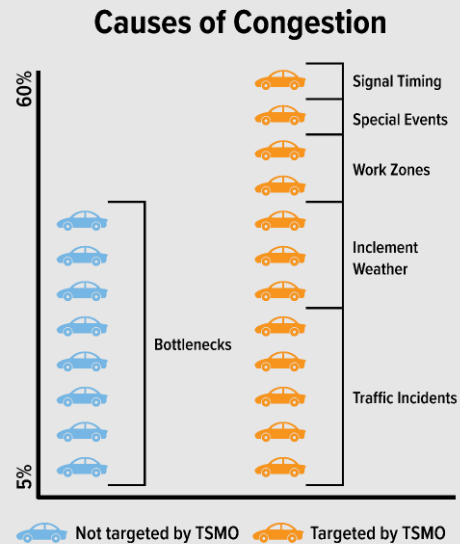 Causes of Congestion
60%
5%
Signal Timing
Special Events
Work Zones
Inclement
Weather
Bottlenecks
Traffic Incidents
Not targeted by TSMO
Targeted by TSMO